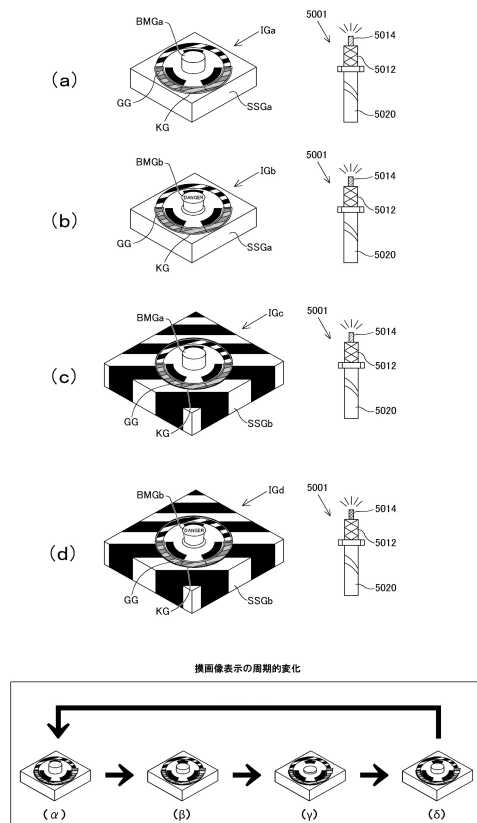 BMGa
IGa
5001
5014
(a)
5012
GG
KG
SSGa
5020
BMGb
IGb
5001
5014
DANGER
(b)
5012
GG
KG
SSGa
5020
BMGa
IGc
5001
5014
(c)
5012
GG
KG
SSGb
5020
BMGb
IGd
5001
5014
DANGER
(d)
5012
GG
KG
SSGb
5020
摸画像表示の周期的変化
(α)
(β)
(γ)
(δ)